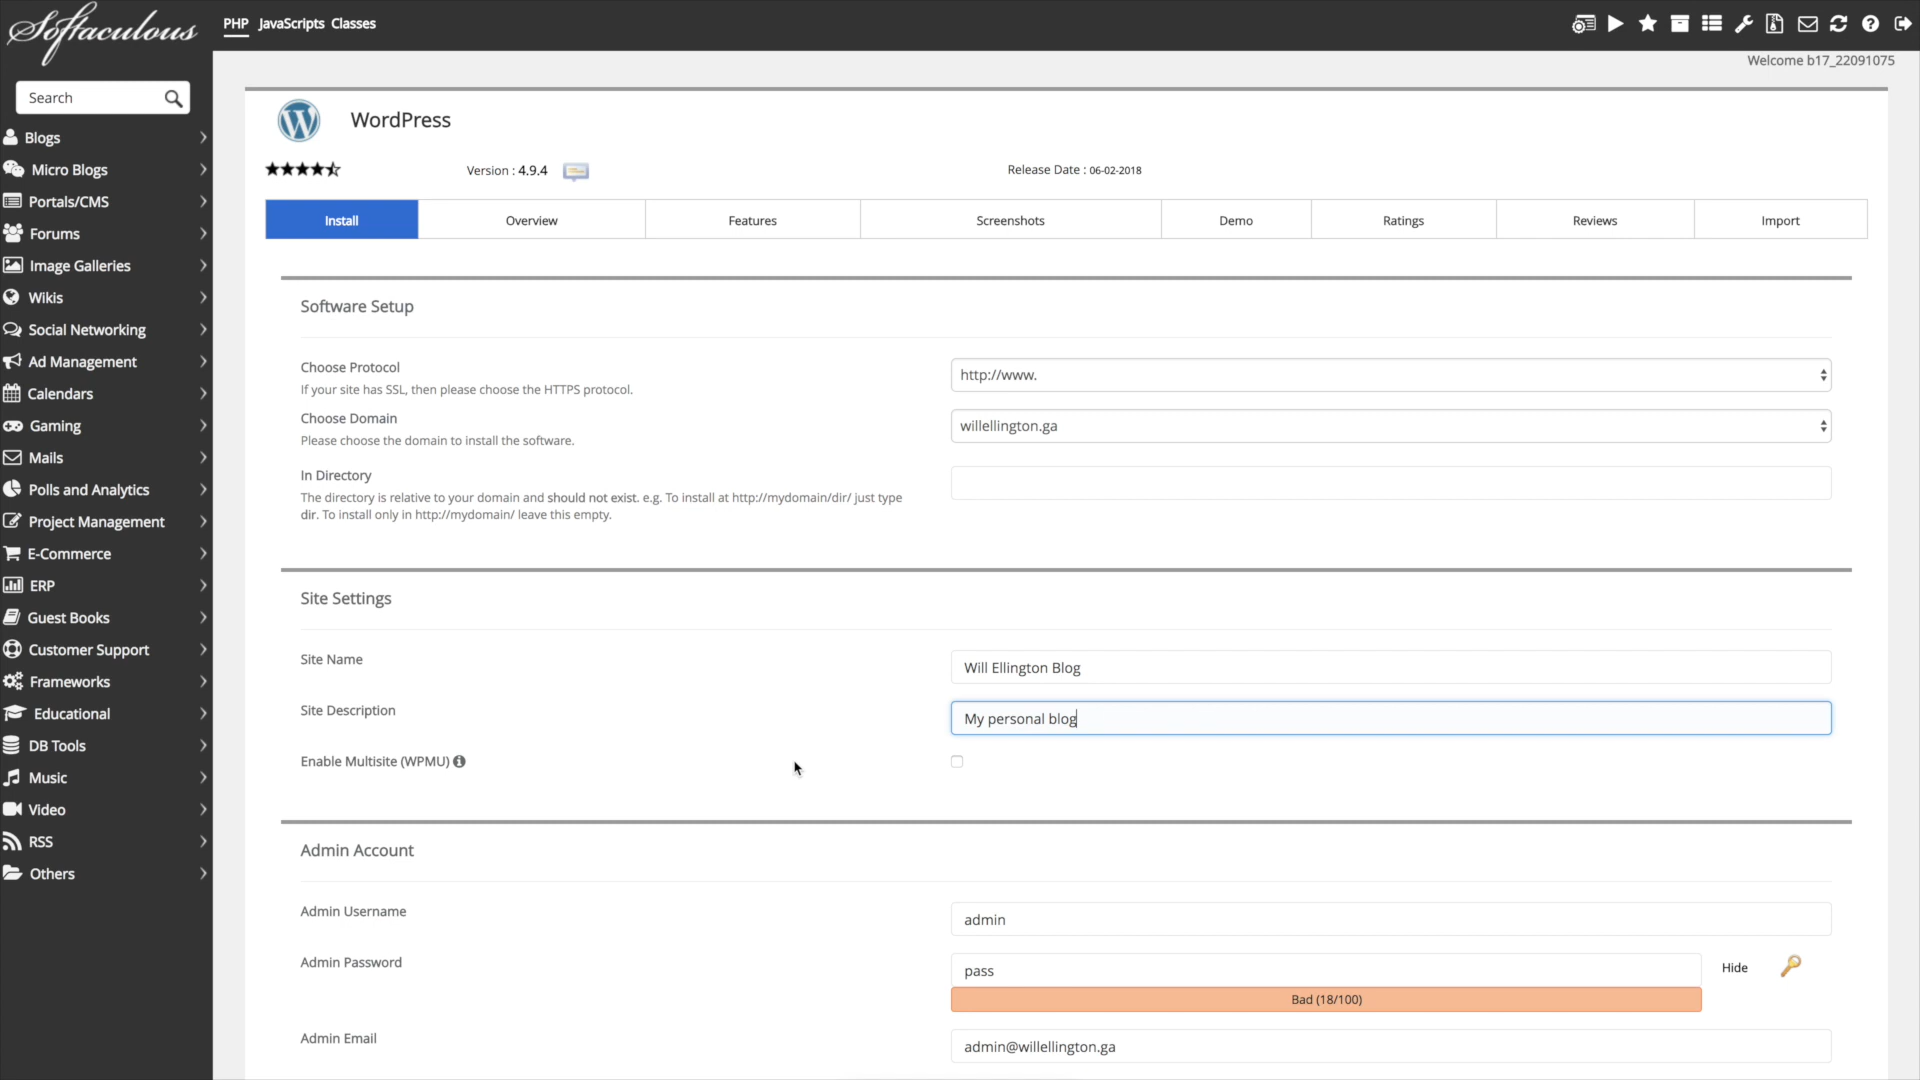 Softaculous
PHP JavaScripts Classes
Welcome b17_22091075
Search
Blogs
Micro Blogs
Portals/CMS
Forums
Image Galleries
Wikis
Social Networking
Ad Management
Calendars
Gaming
Mails
Polls and Analytics
Project Management
E-Commerce
ERP
Guest Books
Customer Support
Frameworks
Educational
DB Tools
Music
Video
RSS
Others
WordPress
Version : 4.9.4
Release Date : 06-02-2018
Install Overview Features Screenshots Demo Ratings Reviews Import
Software Setup
Choose Protocol
If your site has SSL, then please choose the HTTPS protocol.
http://www.
Choose Domain
Please choose the domain to install the software.
willellington.ga
In Directory
The directory is relative to your domain and should not exist. e.g. To install at http://mydomain/dir/ just type
dir. To install only in http://mydomain/ leave this empty.
Site Settings
Site Name
Will Ellington Blog
Site Description
My personal blog
Enable Multisite (WPMU)
Admin Account
Admin Username
admin
Admin Password
pass
Hide
Bad (18/100)
Admin Email
admin@willellington.ga